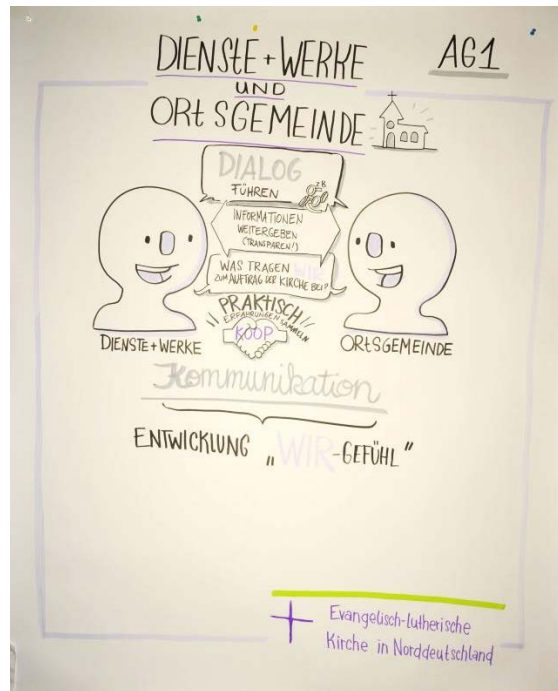 DIENSTE + WERKE
UND
ORTSGEMEINDE
AG1
DIALOG
FÜHREN
INFORMATIONEN
WEITERGEBEN
(TRANSPARENT)
WAS TRAGEN WIR
ZUM AUFTRAG DER KIRCHE BEI?
PRAKTISCH
ERFAHRUNGEN SAMMELN
KOOP
DIENSTE + WERKE
ORTSGEMEINDE
Kommunikation
ENTWICKLUNG „WIR-GEFÜHL“
Evangelisch-Lutherische
Kirche in Norddeutschland